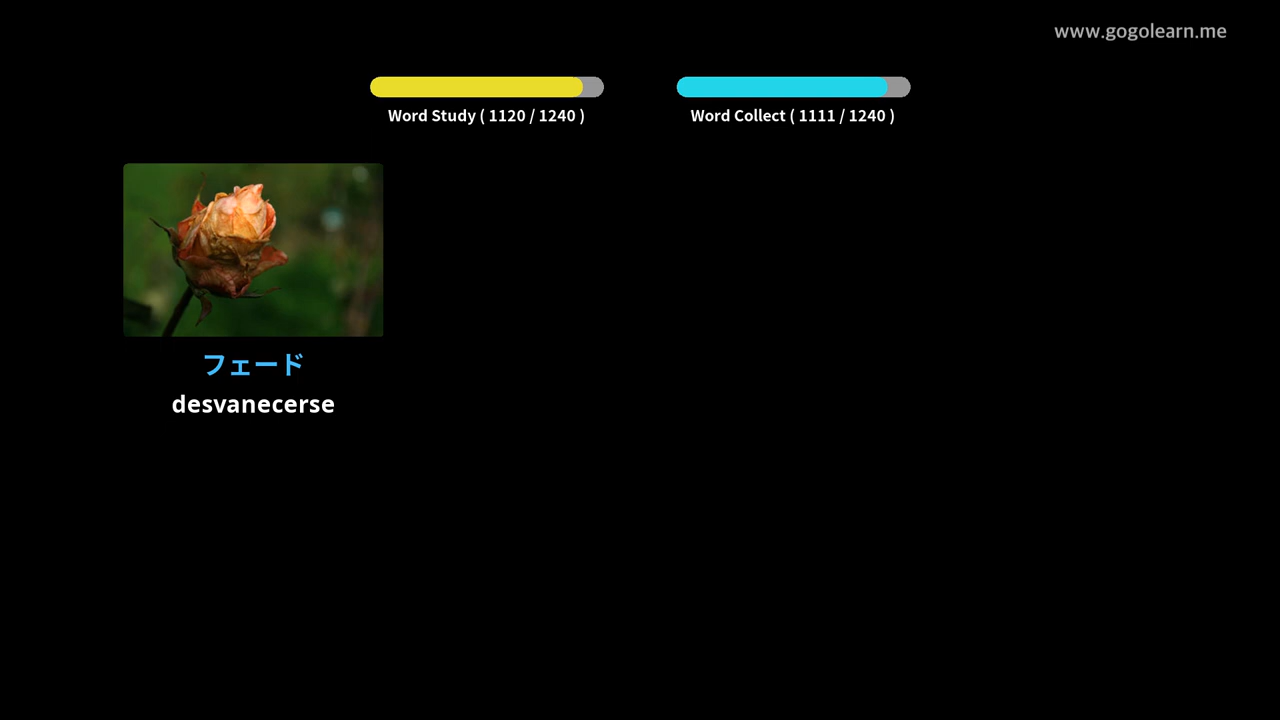 www.gogolearn.me
Word Study ( 1120 / 1240 )
Word Collect ( 1111 / 1240 )
フェード
desvanecerse